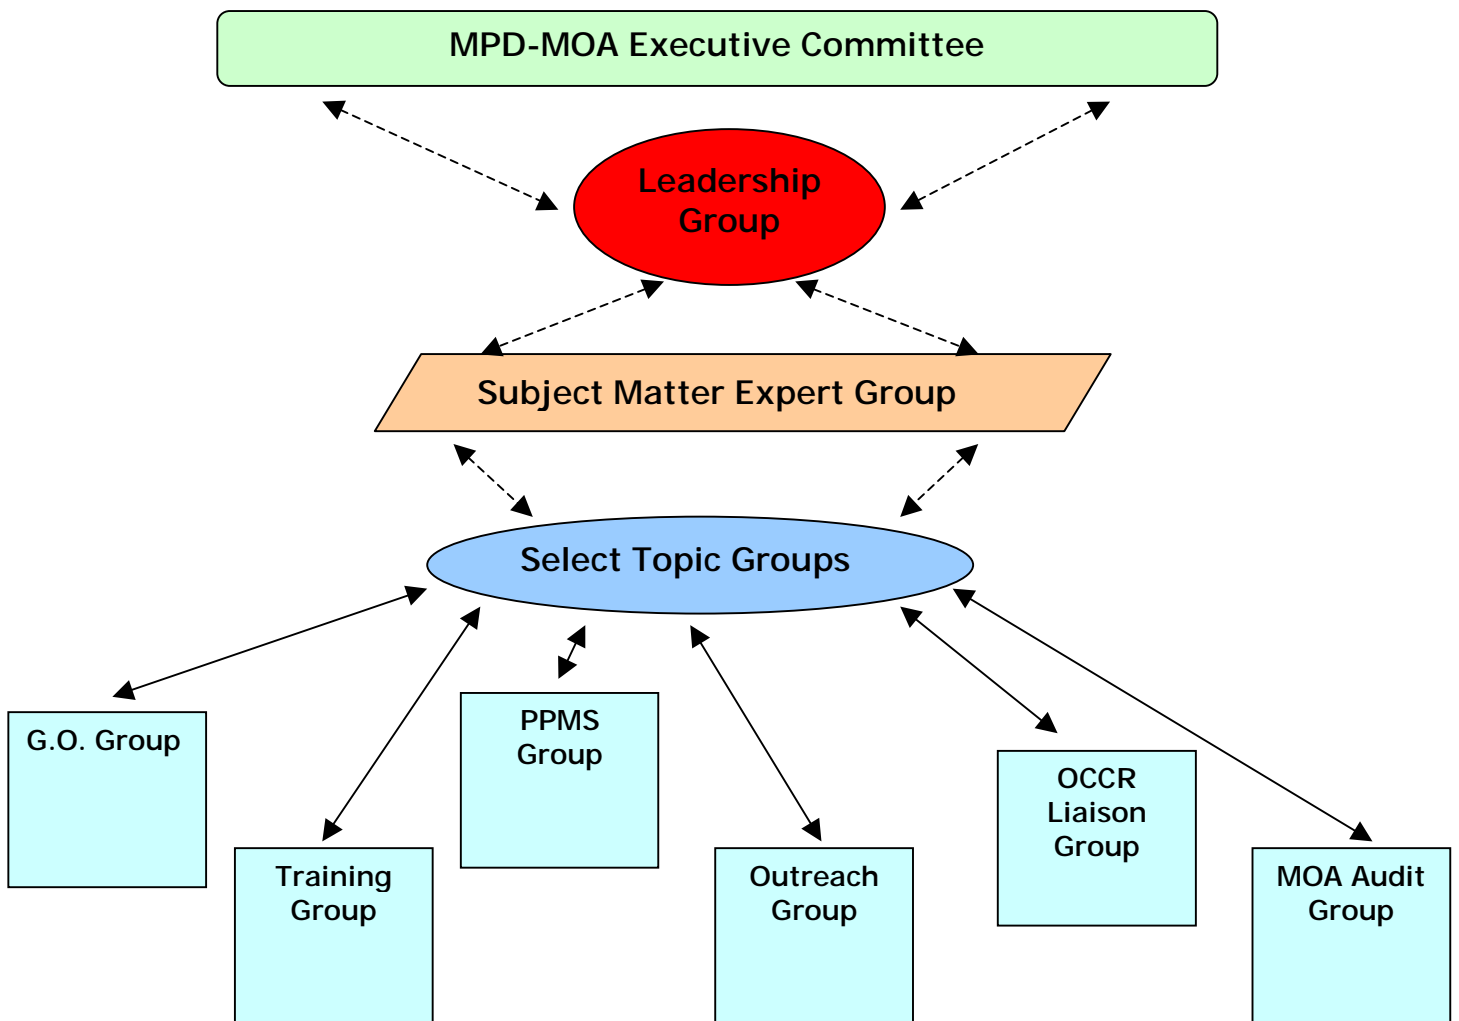 MPD-MOA Executive Committee
Leadership
Group
Subject Matter Expert Group
Select Topic Groups
G.O. Group
Training
Group
PPMS
Group
Outreach
Group
OCCR
Liaison
Group
MOA Audit
Group